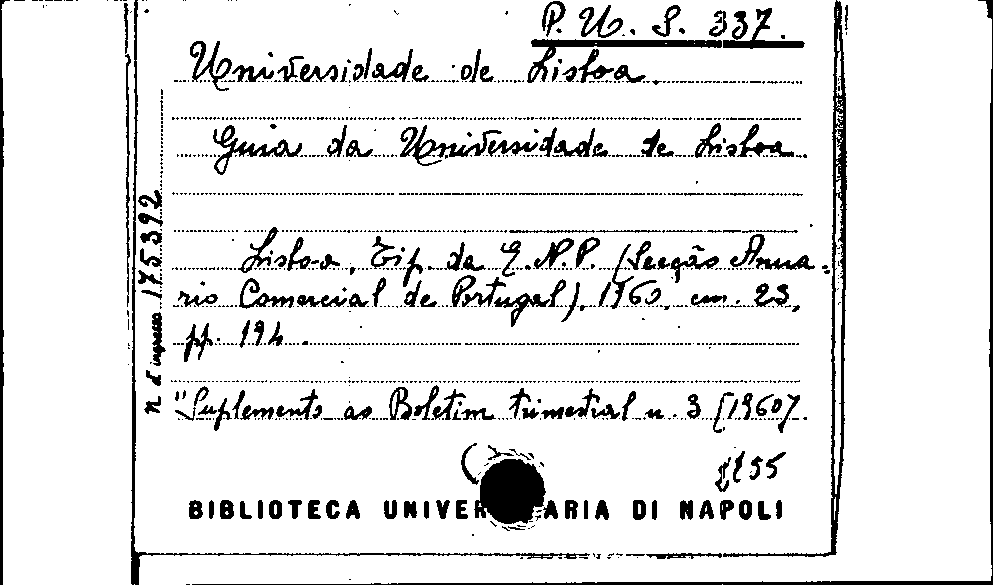 P. U. S. 337.
Universidade de Lisboa.
Guia da Universidade de Lisboa.
Lisboa, Tip. da E.N.P. (Secção Anua-
rio Comercial de Portugal), 1960, cm. 23,
pp. 194.
"Suplemento ao Boletim trimestral n. 3 [1960].
n. d'ingresso 175392
BIBLIOTECA UNIVER ARIA DI NAPOLI